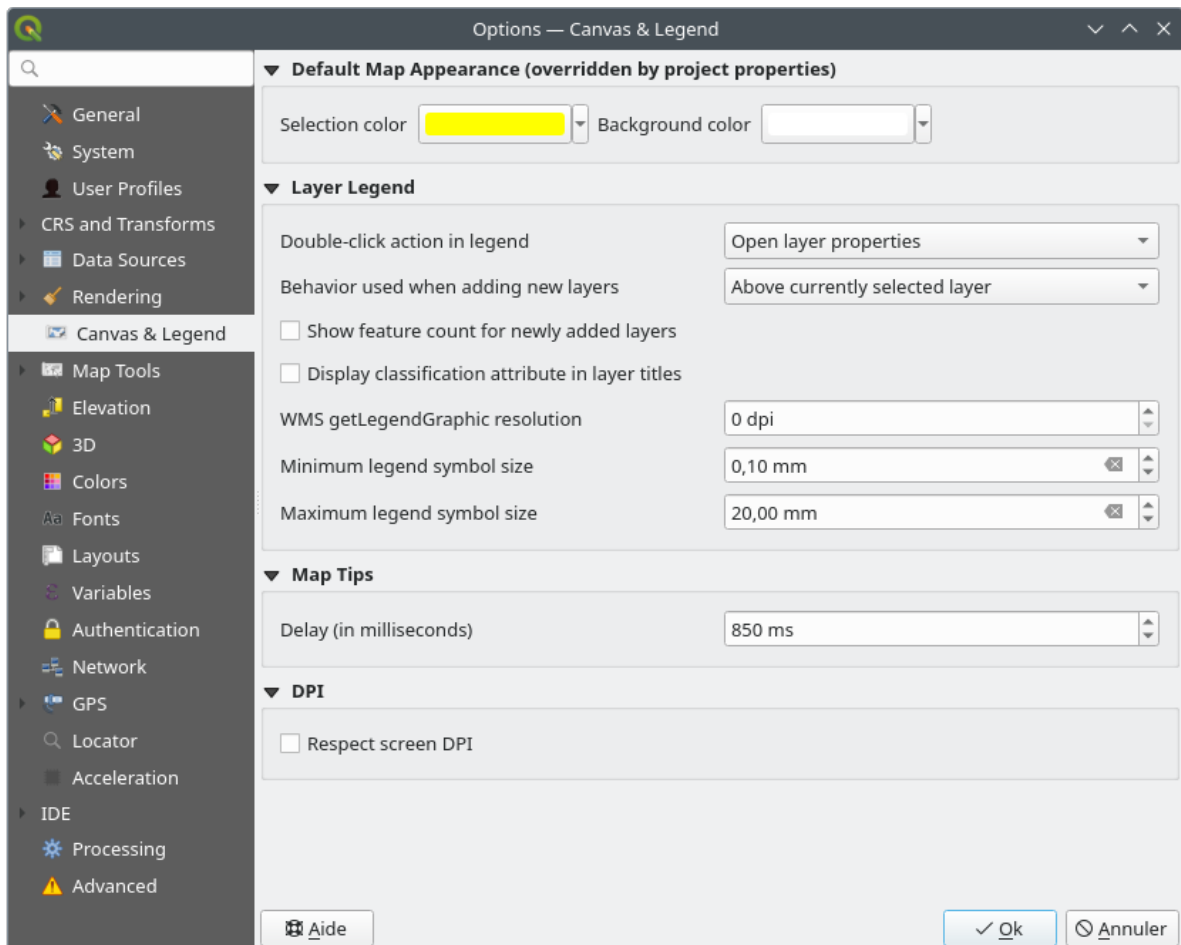 Options — Canvas & Legend
General
System
User Profiles
CRS and Transforms
Data Sources
Rendering
Canvas & Legend
Map Tools
Elevation
3D
Colors
Aa Fonts
Layouts
ε Variables
Authentication
Network
GPS
Locator
Acceleration
IDE
Processing
Advanced
Default Map Appearance (overridden by project properties)
Selection color Background color
Layer Legend
Double-click action in legend Open layer properties
Behavior used when adding new layers Above currently selected layer
Show feature count for newly added layers
Display classification attribute in layer titles
WMS getLegendGraphic resolution 0 dpi
Minimum legend symbol size 0,10 mm
Maximum legend symbol size 20,00 mm
Map Tips
Delay (in milliseconds) 850 ms
DPI
Respect screen DPI
Aide Ok Annuler